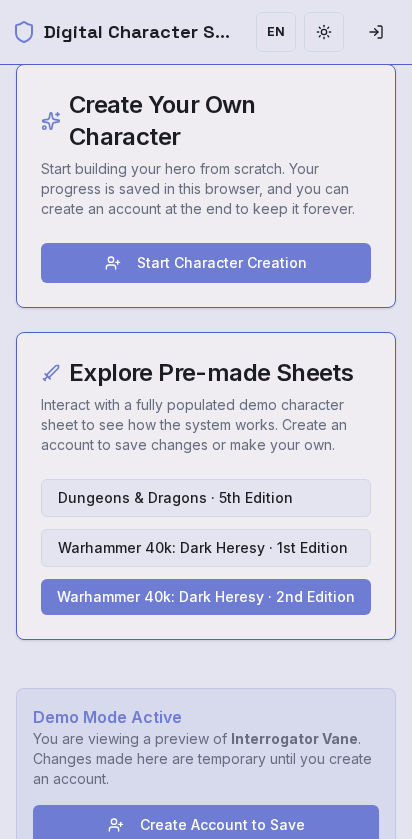 Digital Character S...
EN
Create Your Own
Character
Start building your hero from scratch. Your
progress is saved in this browser, and you can
create an account at the end to keep it forever.
Start Character Creation
Explore Pre-made Sheets
Interact with a fully populated demo character
sheet to see how the system works. Create an
account to save changes or make your own.
Dungeons & Dragons · 5th Edition
Warhammer 40k: Dark Heresy · 1st Edition
Warhammer 40k: Dark Heresy · 2nd Edition
Demo Mode Active
You are viewing a preview of Interrogator Vane.
Changes made here are temporary until you create
an account.
Create Account to Save